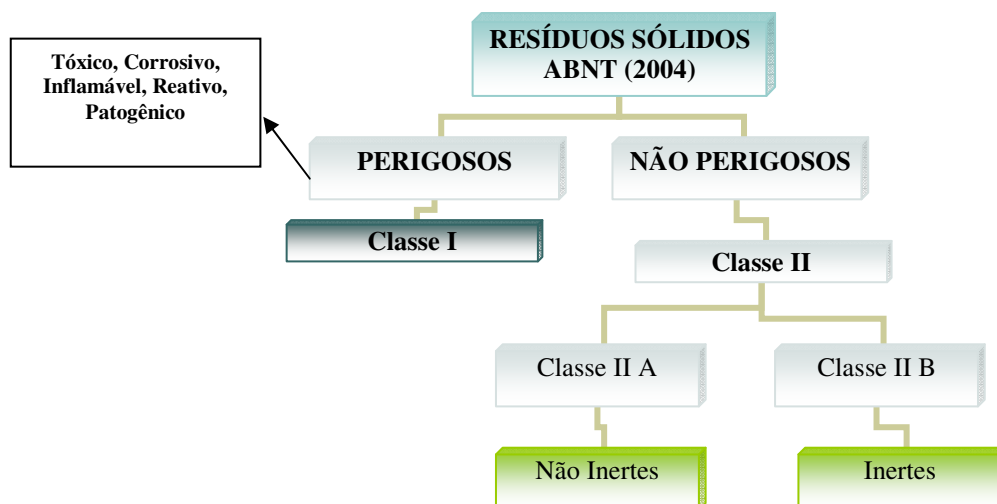 RESÍDUOS SÓLIDOS
ABNT (2004)
Tóxico, Corrosivo,
Inflamável, Reativo,
Patogênico
PERIGOSOS
NÃO PERIGOSOS
Classe I
Classe II
Classe II A
Classe II B
Não Inertes
Inertes